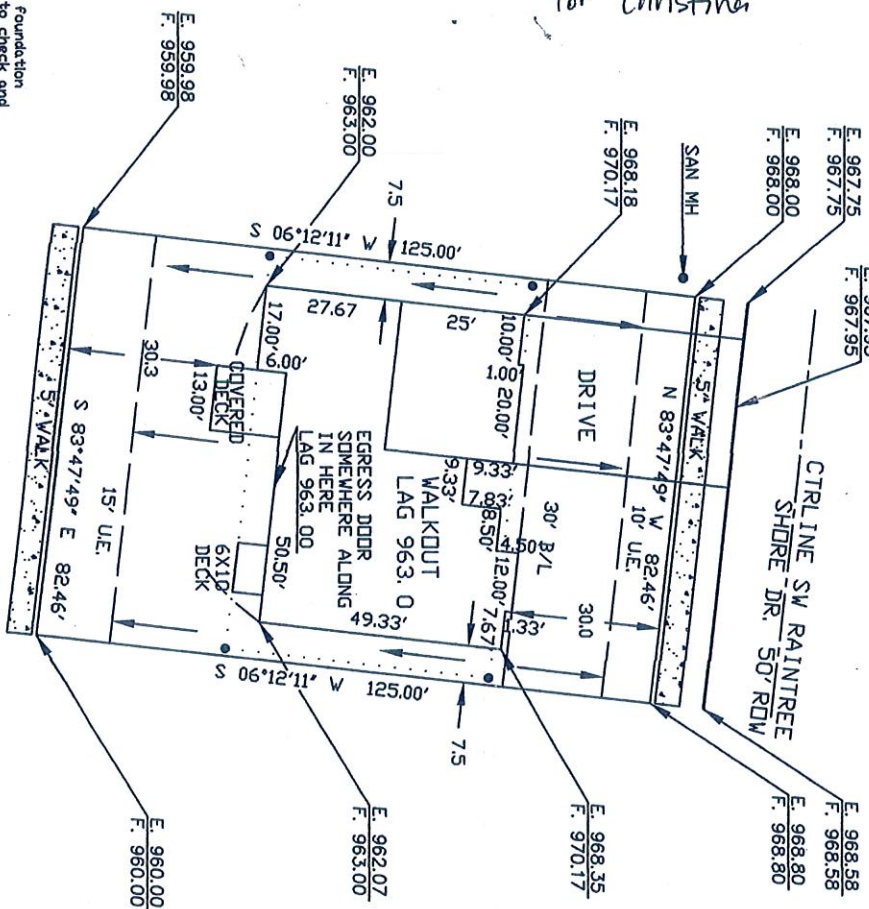 for Christina
foundation
to check and
E. 959.98
F. 959.98
E. 962.00
F. 963.00
E. 968.18
F. 970.17
SAN MH
E. 968.00
F. 968.00
E. 967.75
F. 967.75
F. 967.95
CTRLINE SW RAINTREE
SHORE DR. 50' ROW
5' WALK
N 83°47'49" W 82.46'
10' U.E.
DRIVE
30' B/L
30.0
7.5
S 06°12'11" W 125.00'
27.67
25'
10.00'
1.00'
20.00'
9.33'
9.33'
7.83'
8.50'
4.50'
12.00'
7.67'
1.33'
17.00'
6.00'
COVERED
DECK
13.00'
WALKOUT
LAG 963. 0
EGRESS DOOR
SOMEWHERE ALONG
IN HERE
LAG 963.00
50.50'
6X10
DECK
49.33'
S 06°12'11" W 125.00'
7.5
30.3
15' U.E.
S 83°47'49" E 82.46'
5' WALK
E. 968.58
F. 968.58
E. 968.80
F. 968.80
E. 968.35
F. 970.17
E. 962.07
F. 963.00
E. 960.00
F. 960.00